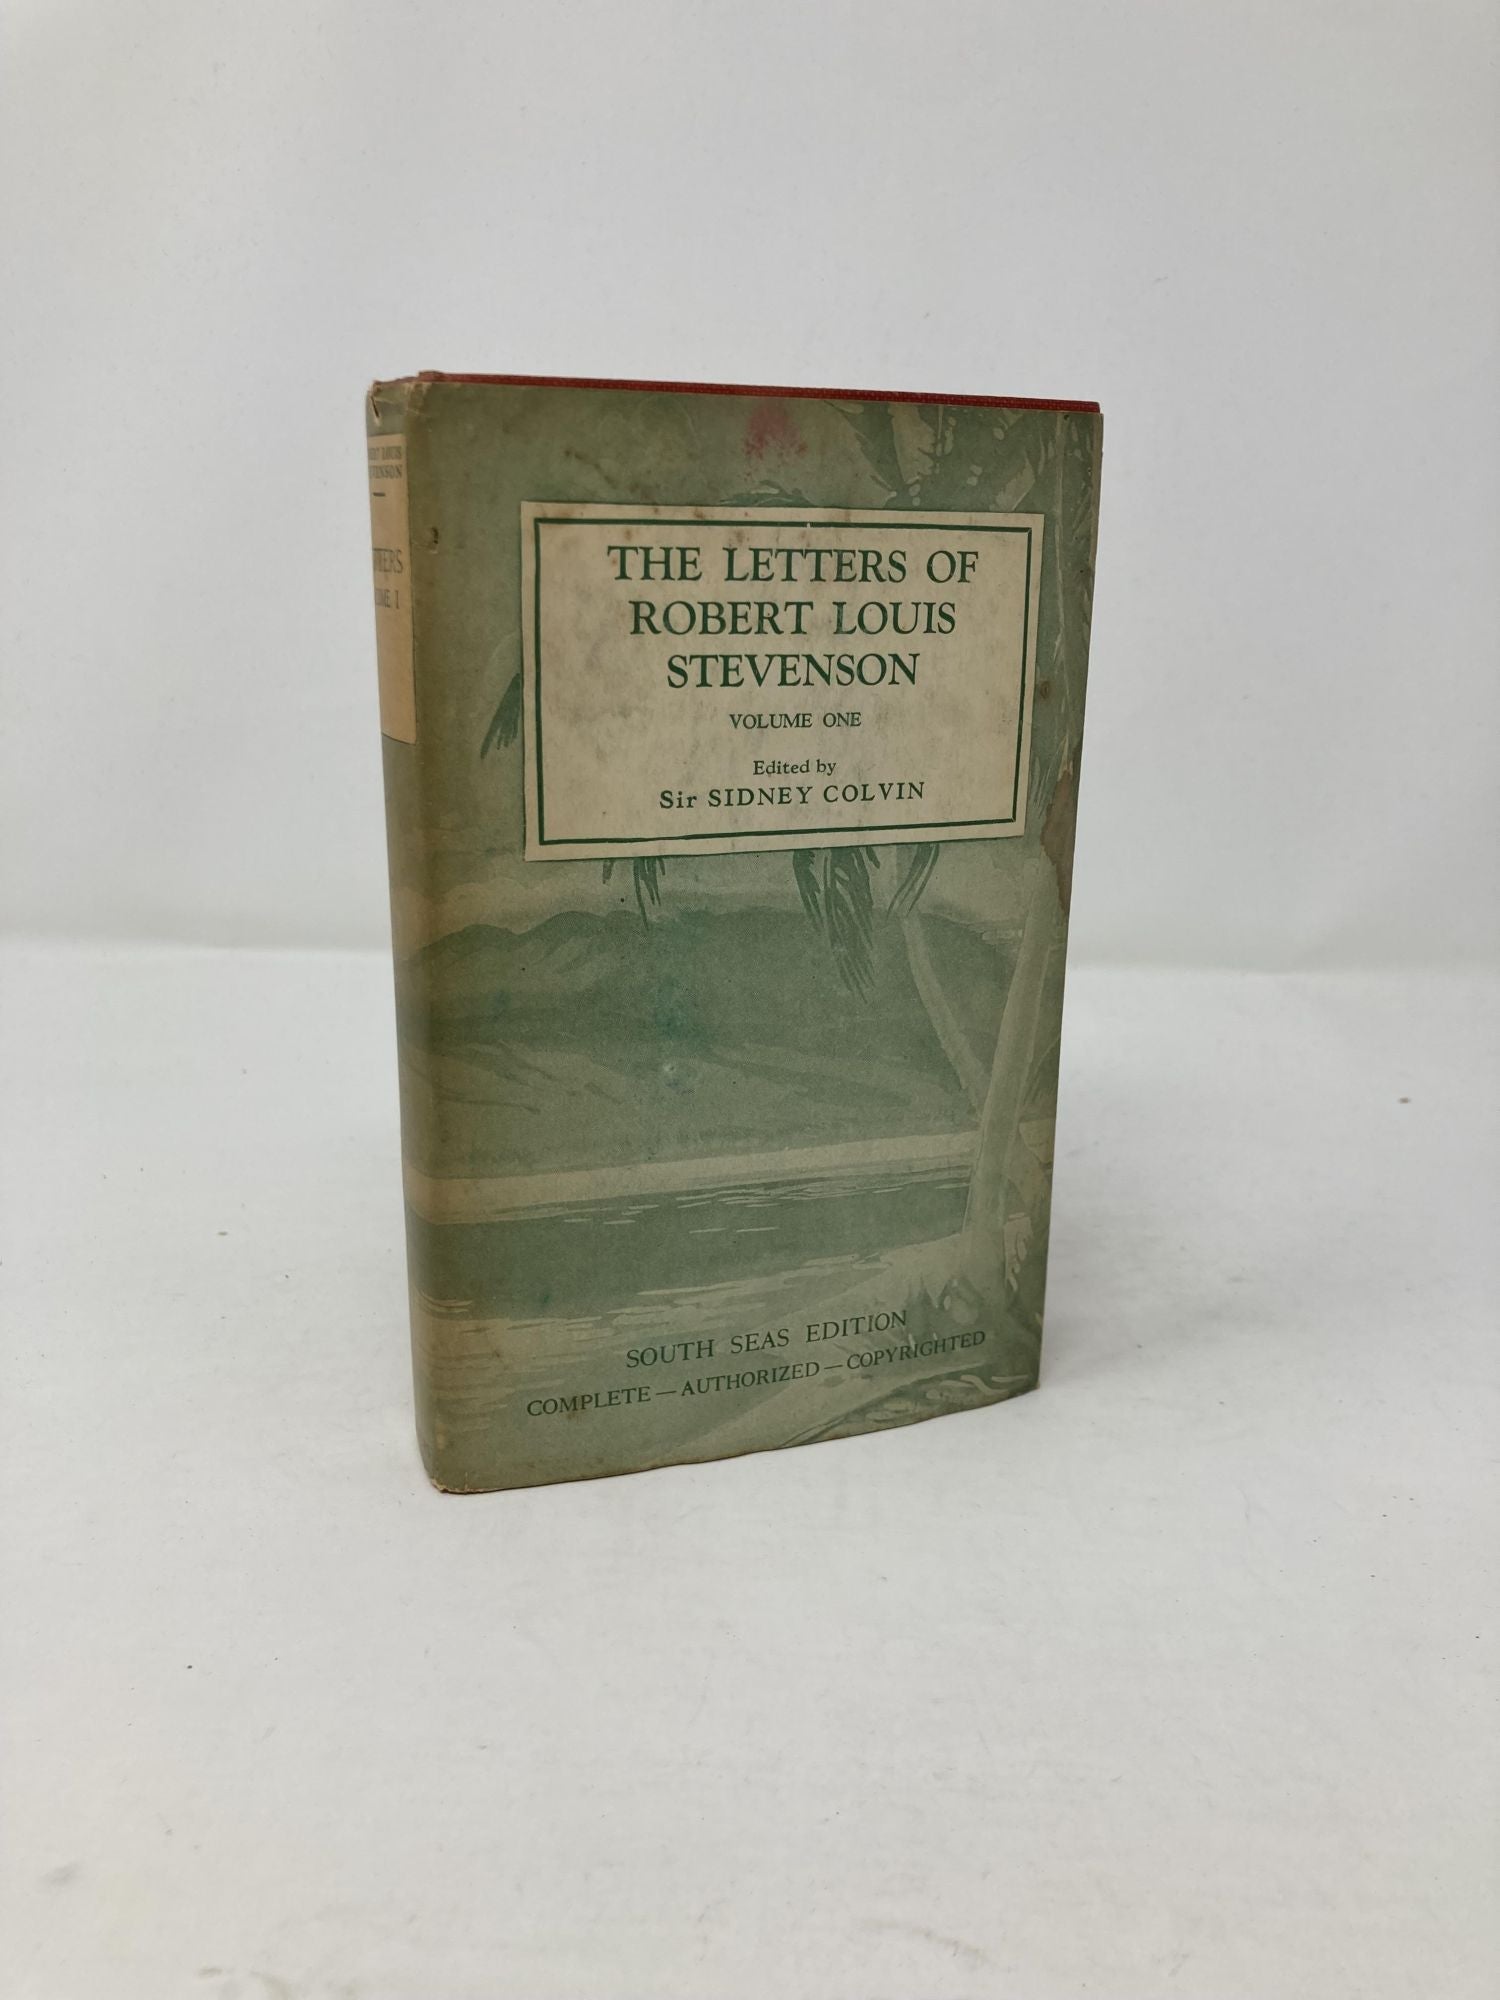 LOUIS
THE LETTERS OF
ROBERT LOUIS
STEVENSON
VOLUME ONE
Edited by
Sir SIDNEY COLVIN
SOUTH SEAS EDITION
COMPLETE — AUTHORIZED — COPYRIGHTED